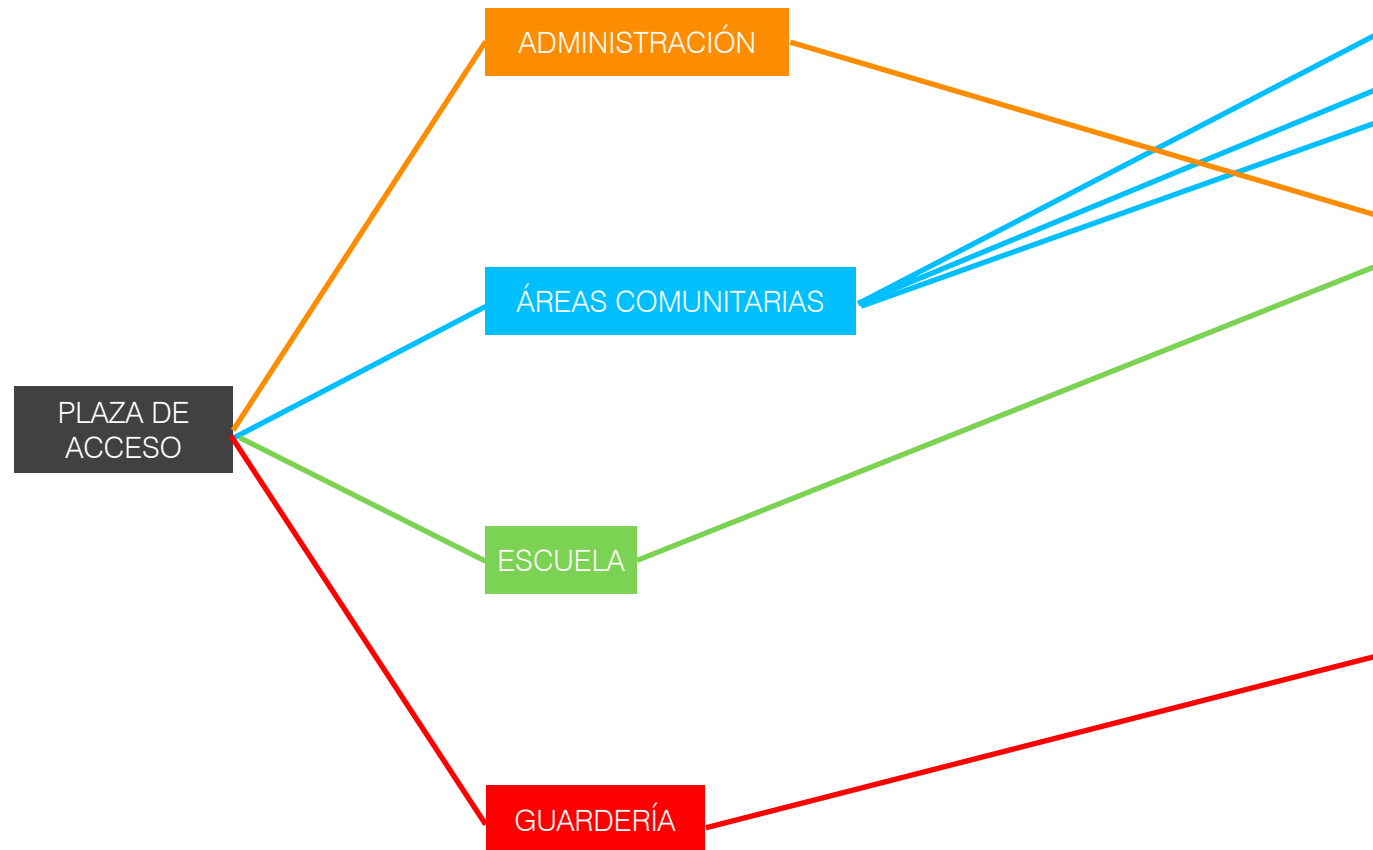 ADMINISTRACIÓN
ÁREAS COMUNITARIAS
PLAZA DE
ACCESO
ESCUELA
GUARDERÍA